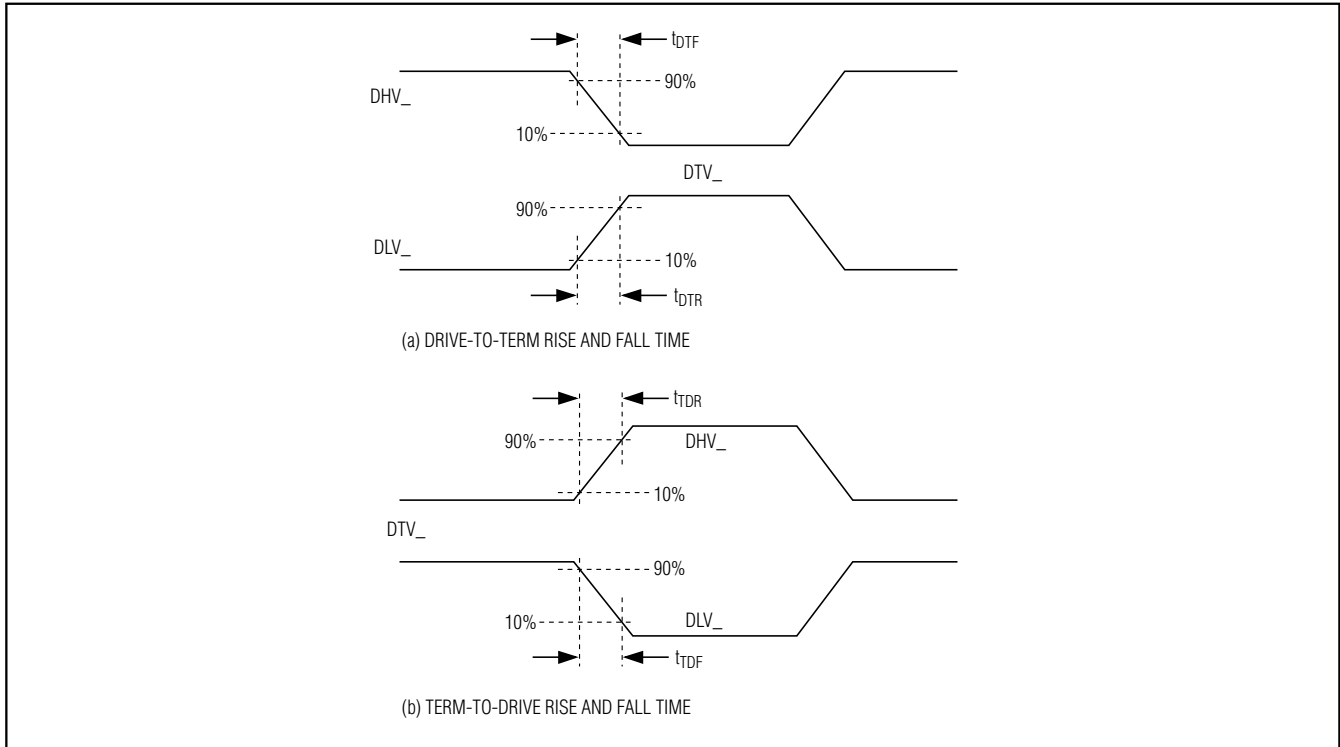 tDTF
90%
DHV_
10%
DTV_
90%
DLV_
10%
tDTR
(a) DRIVE-TO-TERM RISE AND FALL TIME
tTDR
90%
DHV_
10%
DTV_
90%
10%
DLV_
tTDF
(b) TERM-TO-DRIVE RISE AND FALL TIME